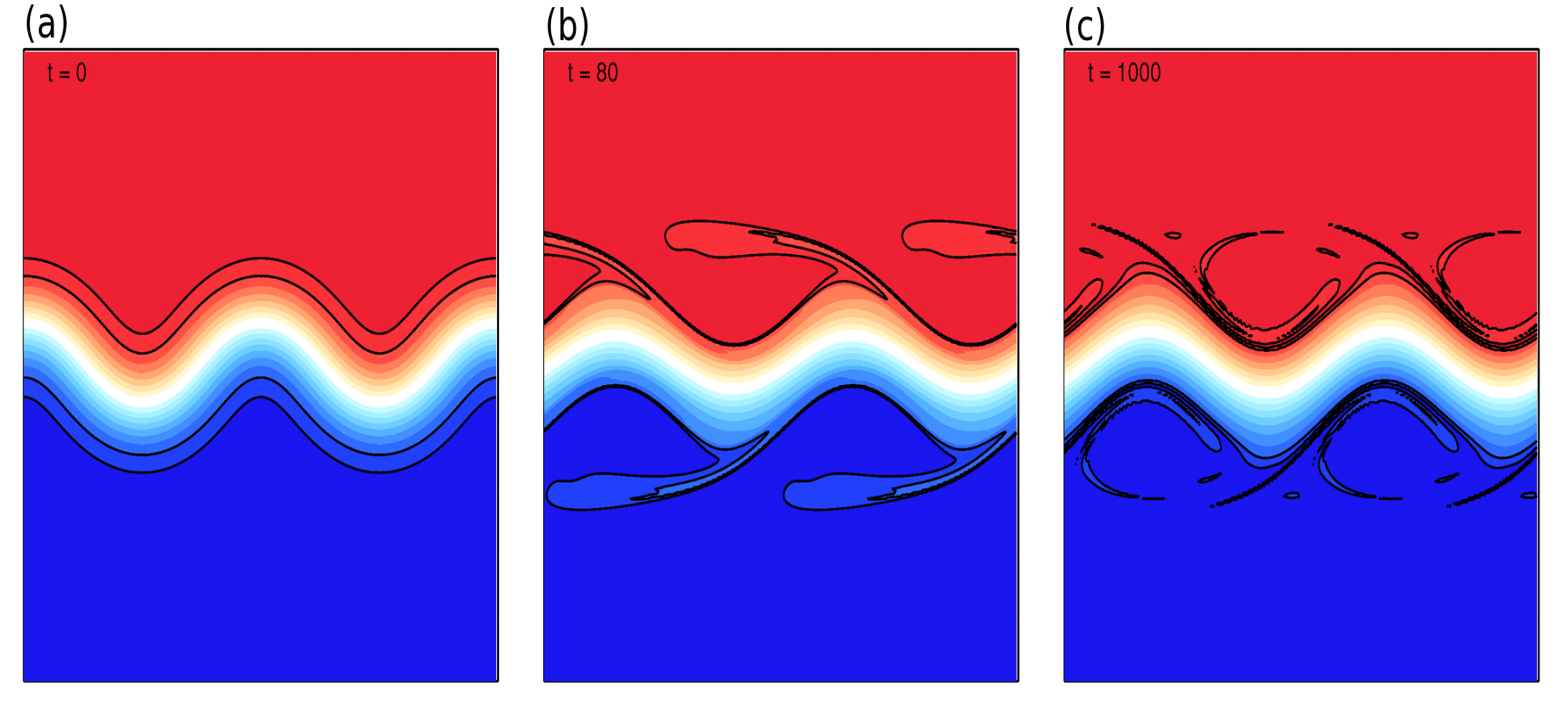 (a)
(b)
(c)
t = 0
t = 80
t = 1000